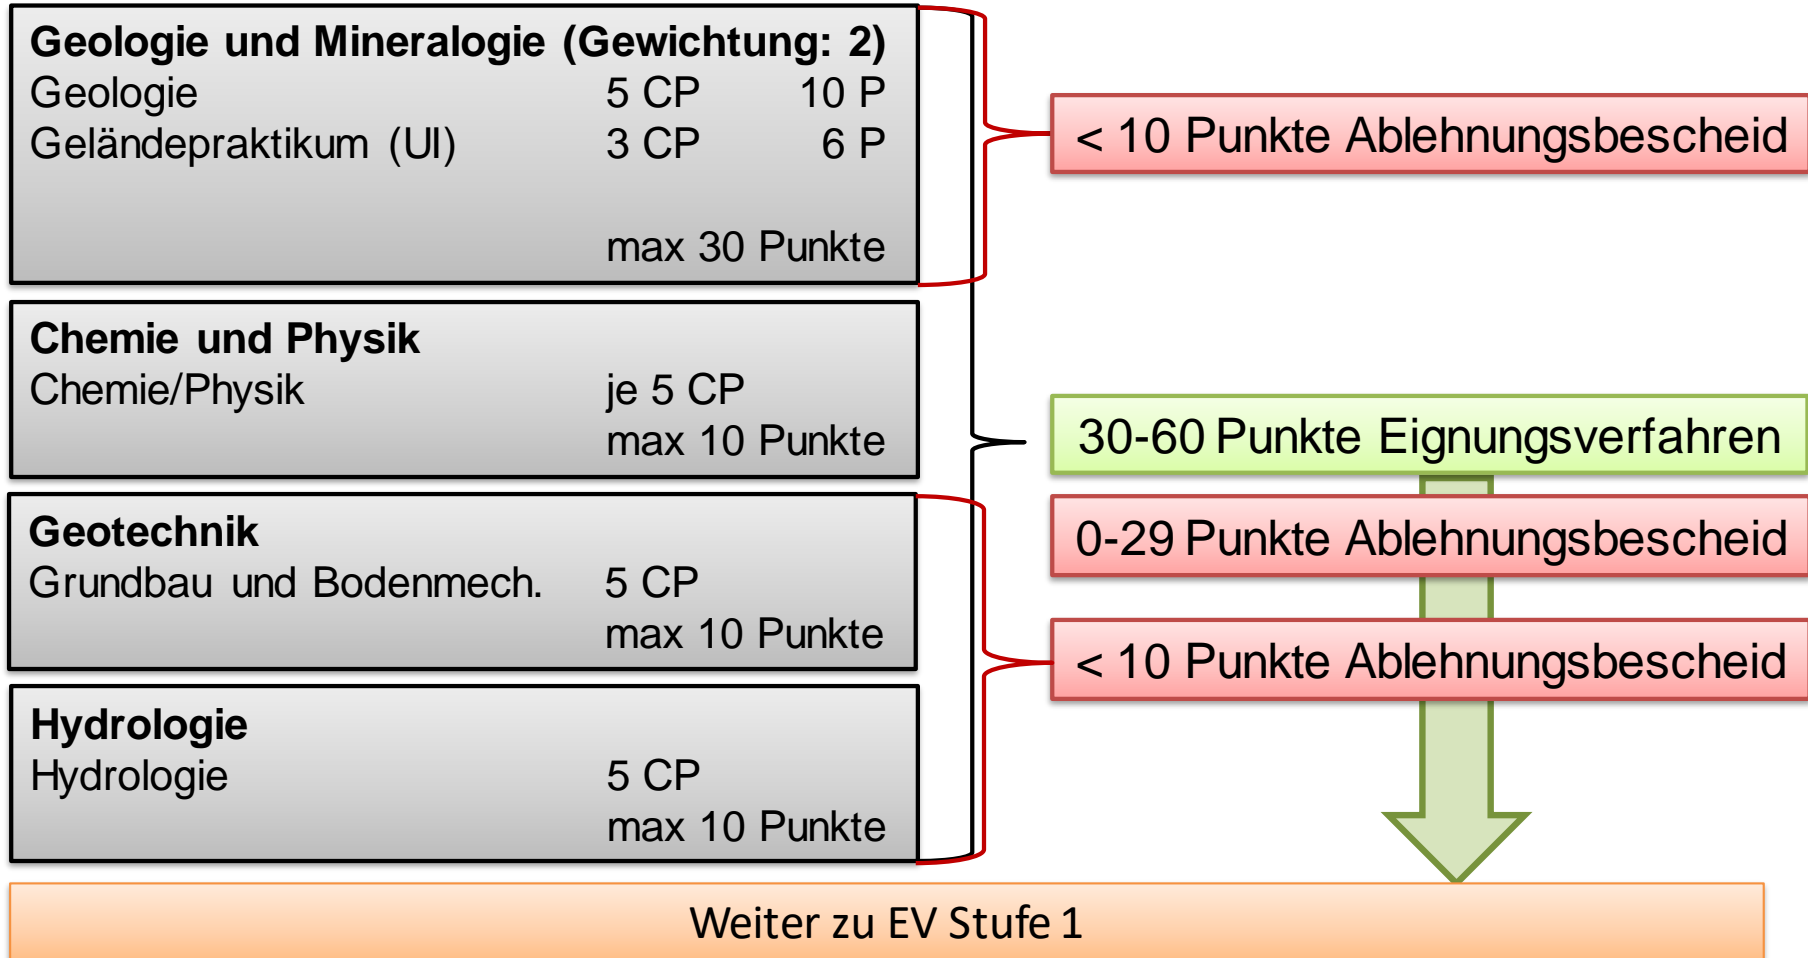 Geologie und Mineralogie (Gewichtung: 2)
Geologie 5 CP 10 P
Geländepraktikum (UI) 3 CP 6 P
max 30 Punkte
< 10 Punkte Ablehnungsbescheid
Chemie und Physik
Chemie/Physik je 5 CP
max 10 Punkte
30-60 Punkte Eignungsverfahren
Geotechnik
Grundbau und Bodenmech. 5 CP
max 10 Punkte
0-29 Punkte Ablehnungsbescheid
< 10 Punkte Ablehnungsbescheid
Hydrologie
Hydrologie 5 CP
max 10 Punkte
Weiter zu EV Stufe 1